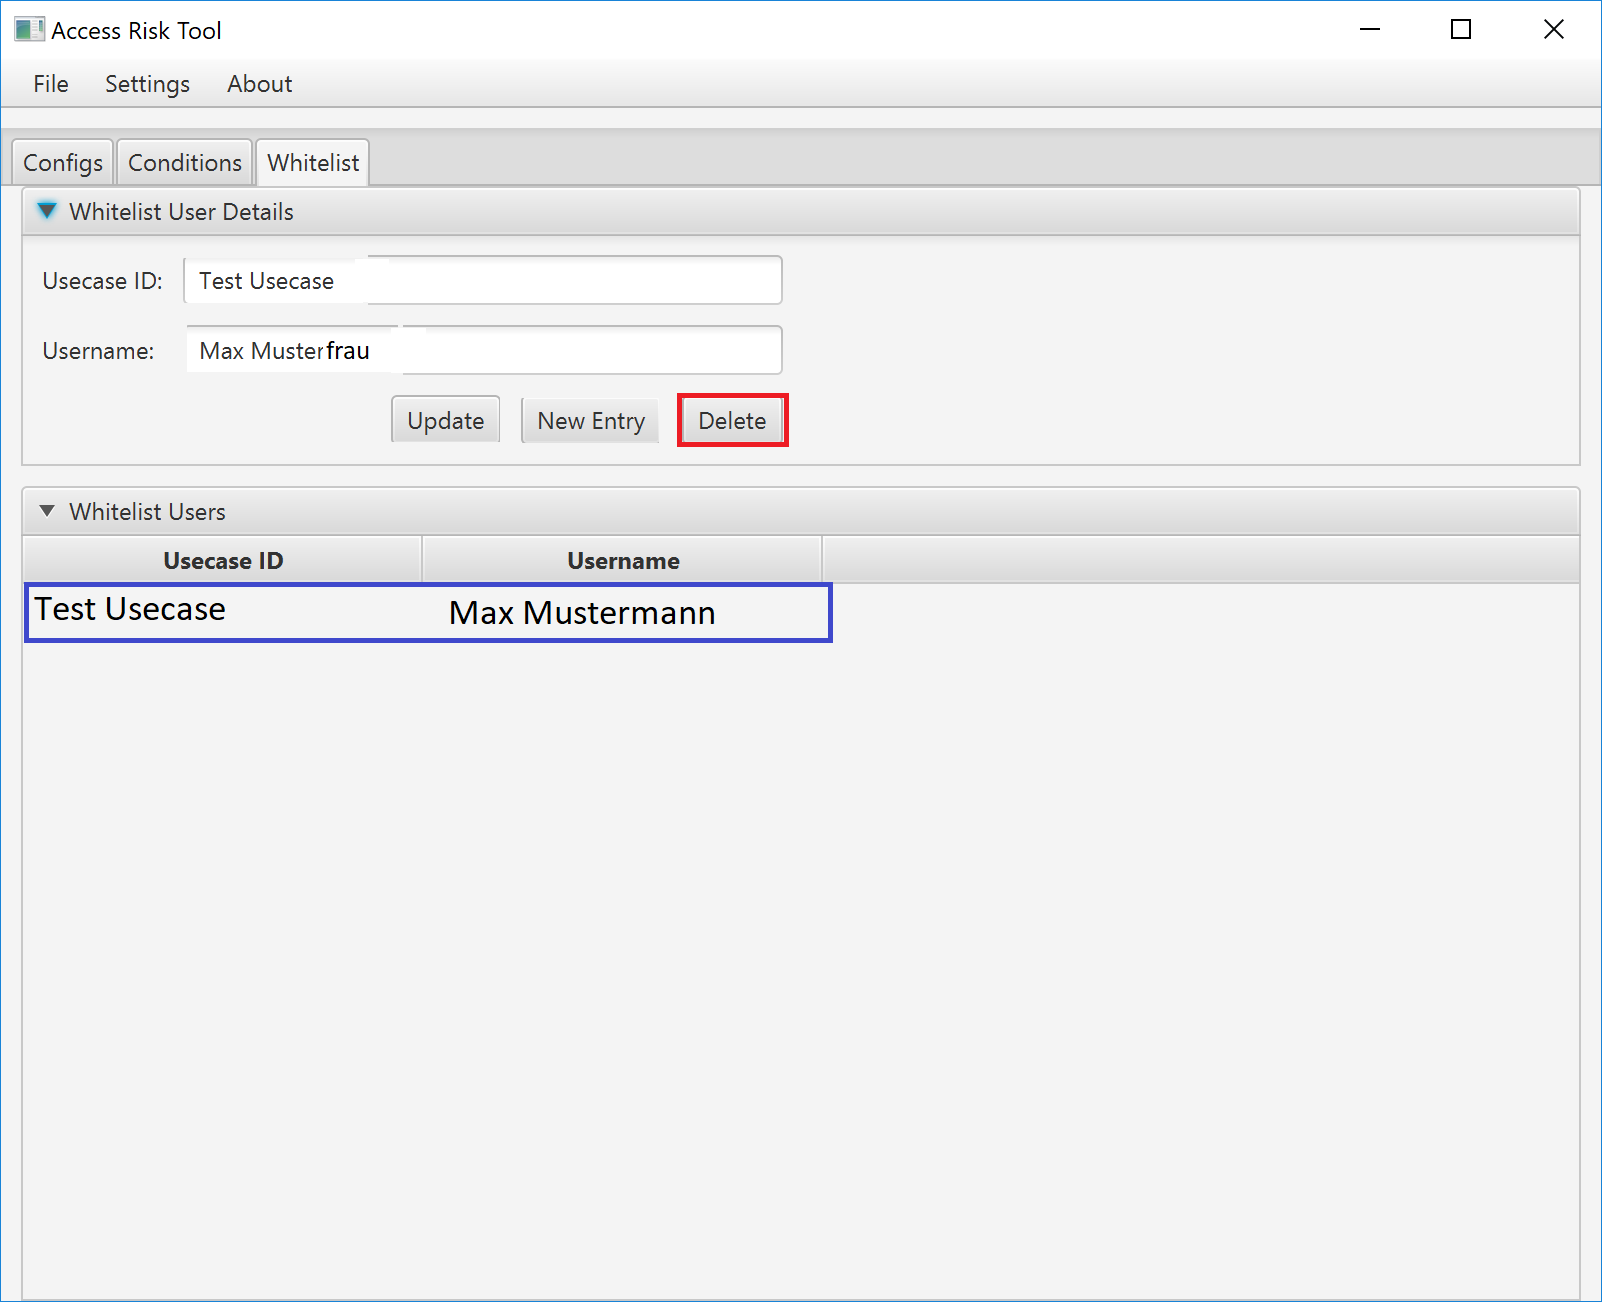 Access Risk Tool
File Settings About
Configs Conditions Whitelist
Whitelist User Details
Usecase ID: Test Usecase
Username: Max Musterfrau
Update New Entry Delete
Whitelist Users
Usecase ID Username
Test Usecase Max Mustermann